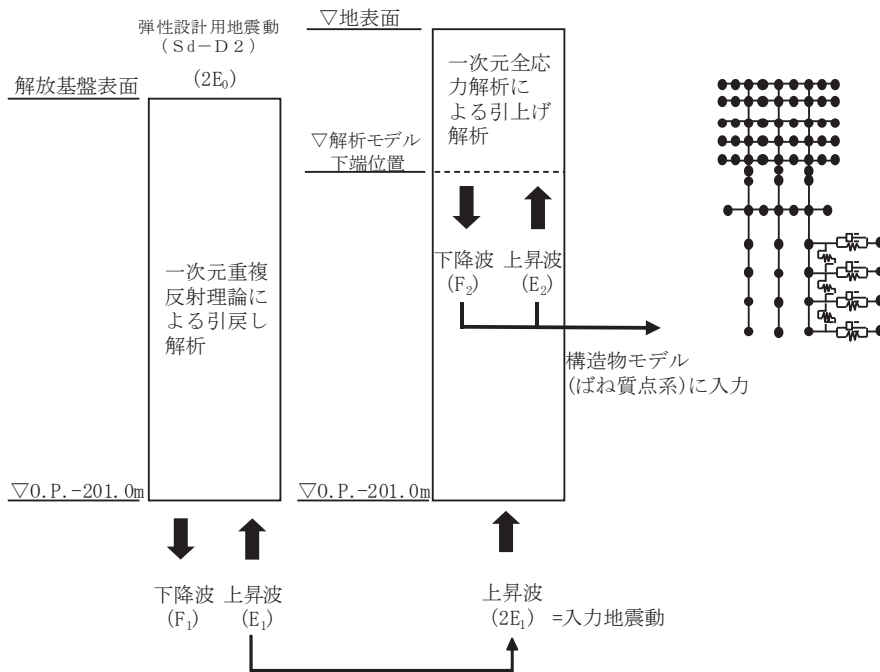 弾性設計用地震動
(Sd-D2)
(2E₀)
解放基盤表面
一次元重複
反射理論に
よる引戻し
解析
▽O.P.-201.0m
下降波
(F₁)
上昇波
(E₁)
▽地表面
一次元全応
力解析に
よる引上げ
解析
▽解析モデル
下端位置
下降波
(F₂)
上昇波
(E₂)
構造物モデル
(ばね質点系)に入力
▽O.P.-201.0m
上昇波
(2E₁) =入力地震動